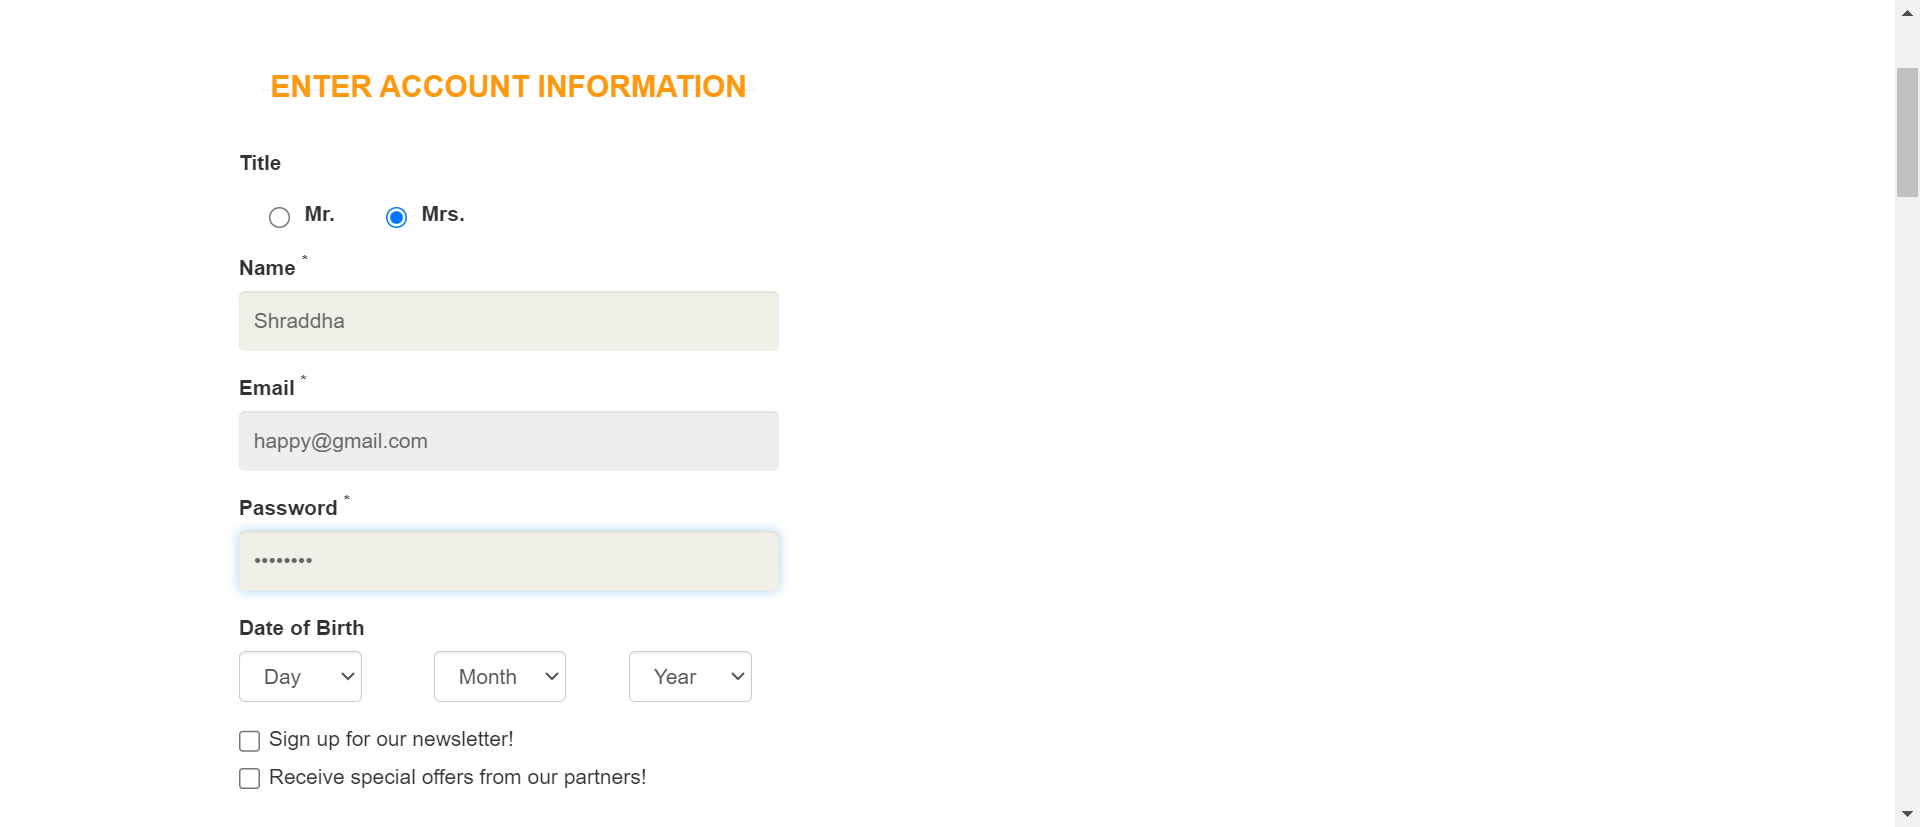 ENTER ACCOUNT INFORMATION
Title
Mr. Mrs.
Name *
Shraddha
Email *
happy@gmail.com
Password *
••••••••
Date of Birth
Day Month Year
Sign up for our newsletter!
Receive special offers from our partners!